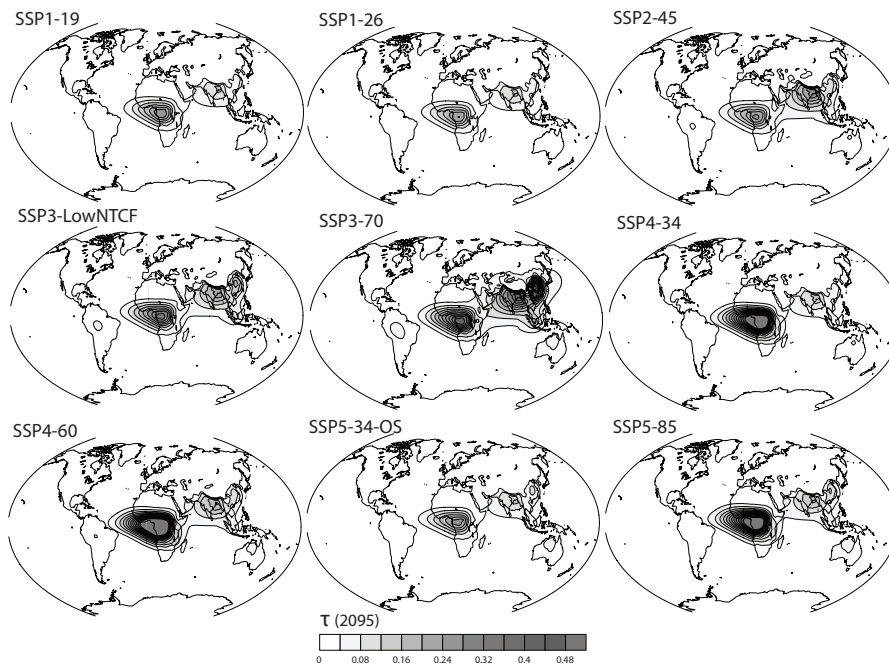 SSP1-19
SSP1-26
SSP2-45
SSP3-LowNTCF
SSP3-70
SSP4-34
SSP4-60
SSP5-34-OS
SSP5-85
τ (2095)
0 0.08 0.16 0.24 0.32 0.4 0.48